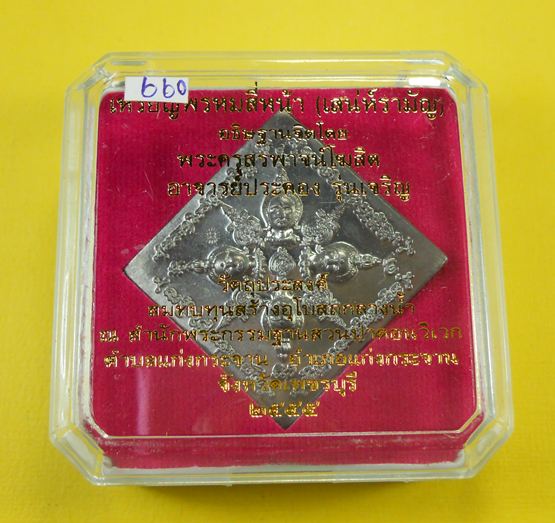 660
เหรียญพรหมสี่หน้า (เสน่ห์รามัญ)
อธิษฐานจิตโดย
พระครูสรพาจน์โฆสิต
อาจารย์ประคอง รุ่นเจริญ
วัตถุประสงค์
สมทบทุนสร้างอุโบสถกลางน้ำ
ณ สำนักพระกรรมฐานสวนป่าดอนวิเวก
ตำบลแก่งกระจาน อำเภอแก่งกระจาน
จังหวัดเพชรบุรี
๒๕๕๕